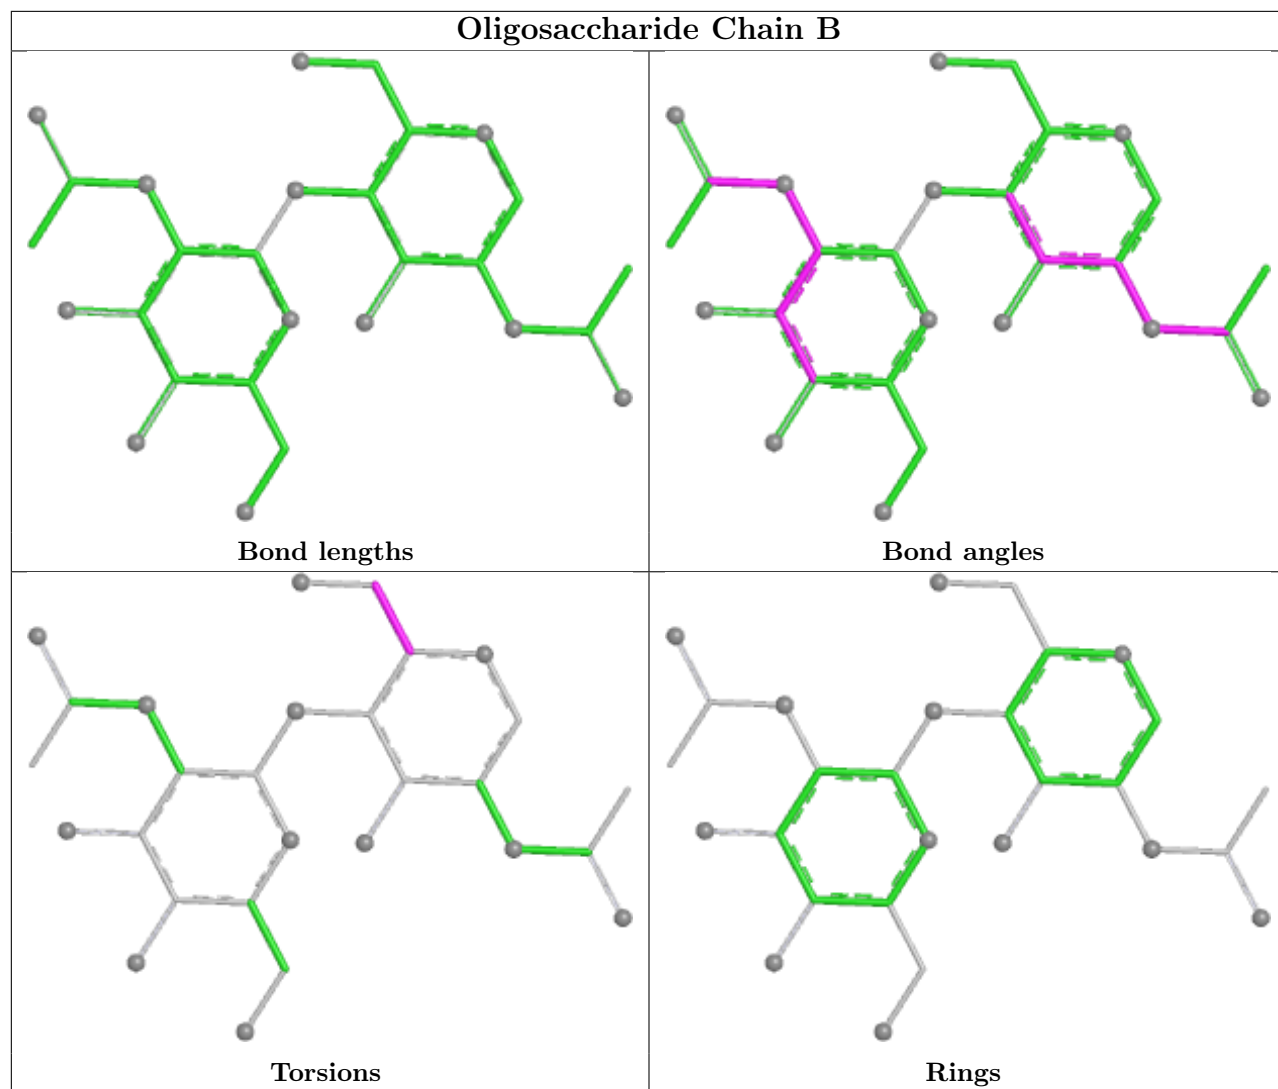 Oligosaccharide Chain B
Bond lengths
Bond angles
Torsions
Rings